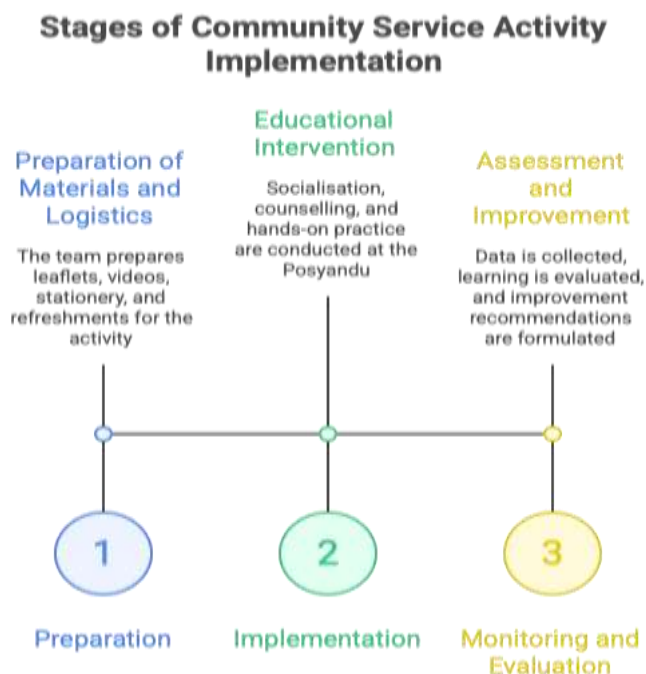 Stages of Community Service Activity
Implementation
Preparation of
Materials and
Logistics
The team prepares
leaflets, videos,
stationery, and
refreshments for the
activity
Educational
Intervention
Socialisation,
counselling, and
hands-on practice
are conducted at the
Posyandu
Assessment
and
Improvement
Data is collected,
learning is evaluated,
and improvement
recommendations
are formulated
1
2
3
Preparation
Implementation
Monitoring and
Evaluation